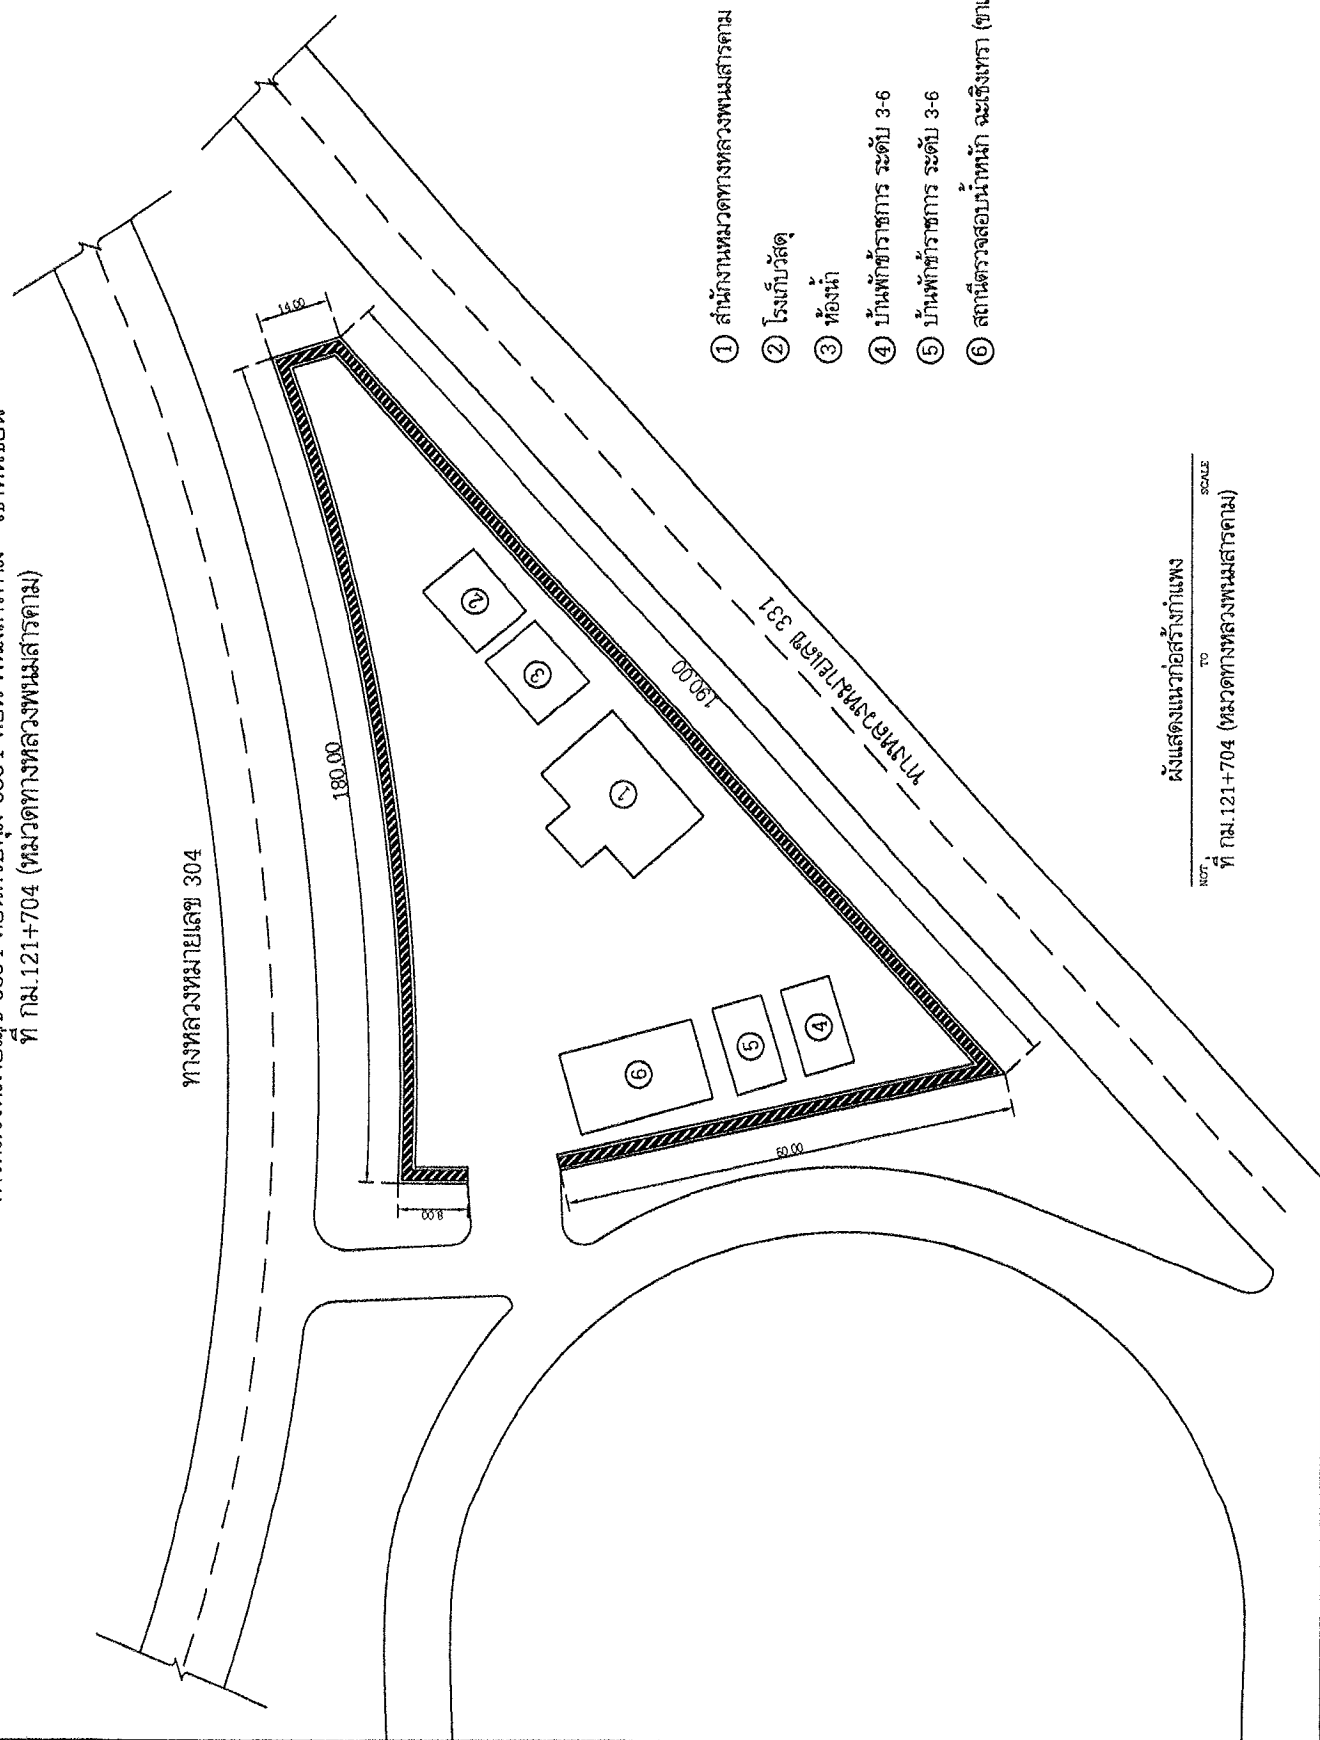 ที่ กม.121+704 (หมวดทางหลวงพนมสารคาม)
ทางหลวงหมายเลข 304
14.00
180.00
190.00
ทางหลวงหมายเลข 331
60.00
8.00
① สำนักงานหมวดทางหลวงพนมสารคาม
② โรงเก็บวัสดุ
③ ห้องน้ำ
④ บ้านพักข้าราชการ ระดับ 3-6
⑤ บ้านพักข้าราชการ ระดับ 3-6
⑥ สถานีตรวจสอบน้ำหนัก ฉะเชิงเทรา
②
③
①
⑥
⑤
④
ผังแสดงแนวก่อสร้างกำแพง
NOT TO SCALE
ที่ กม.121+704 (หมวดทางหลวงพนมสารคาม)